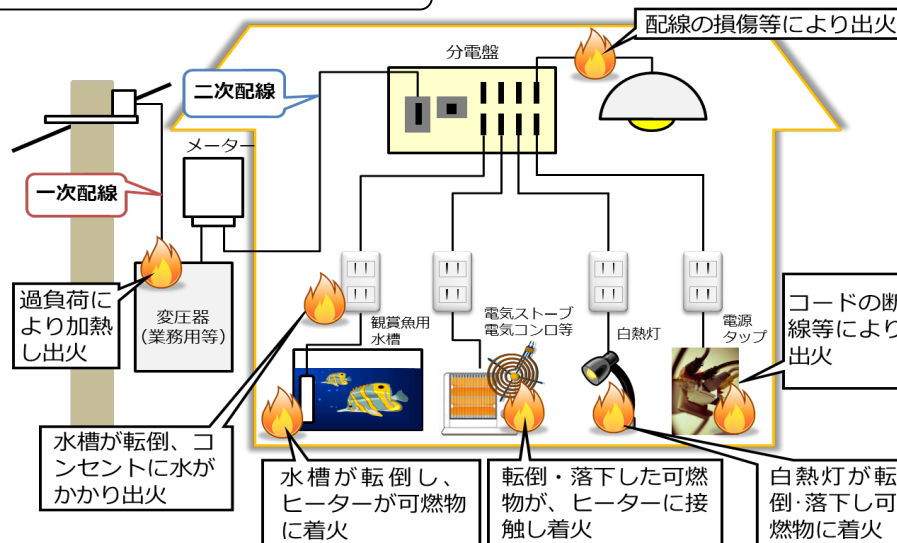 配線の損傷等により出火
分電盤
二次配線
メーター
一次配線
過負荷に
より加熱
し出火
変圧器
(業務用等)
観賞魚用
水槽
電気ストーブ
電気コンロ等
白熱灯
電源
タップ
コードの断
線等により
出火
水槽が転倒、コ
ンセントに水が
かかり出火
水槽が転倒し、
ヒーターが可燃物
に着火
転倒・落下した可燃
物が、ヒーターに接
触し着火
白熱灯が転
倒・落下し可
燃物に着火